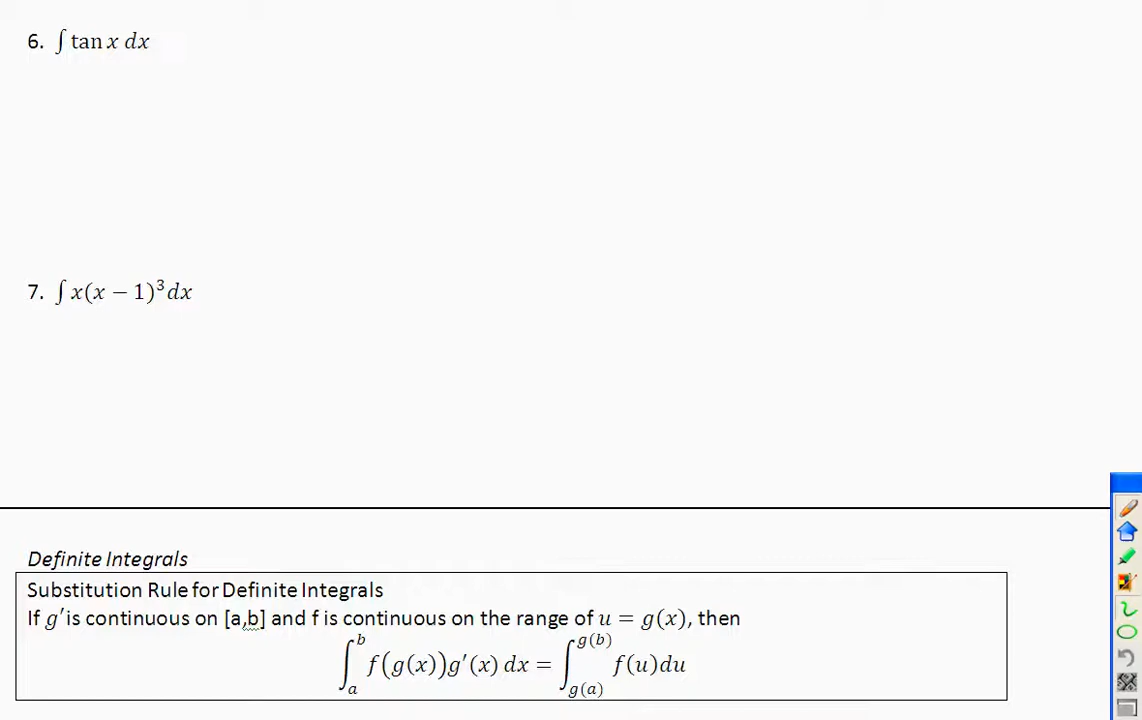 6. ∫ tan x dx
7. ∫ x(x − 1)³dx
Definite Integrals
Substitution Rule for Definite Integrals
If g′is continuous on [a,b] and f is continuous on the range of u = g(x), then
∫ₐᵇ f(g(x))g′(x) dx = ∫_{g(a)}^{g(b)} f(u)du